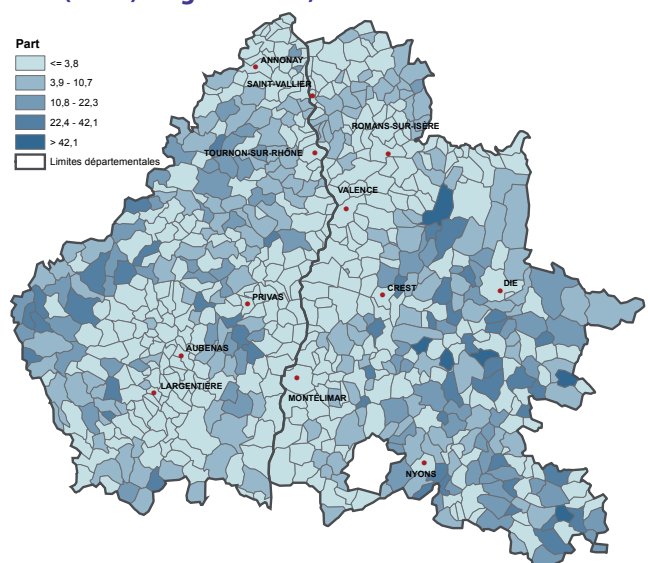 Part
<= 3,8
3,9 - 10,7
10,8 - 22,3
22,4 - 42,1
> 42,1
Limites départementales
ANNONAY
SAINT-VALLIER
ROMANS-SUR-ISÈRE
TOURNON-SUR-RHÔNE
VALENCE
CREST
DIE
PRIVAS
AUBENAS
LARGENTIÈRE
MONTÉLIMAR
NYONS